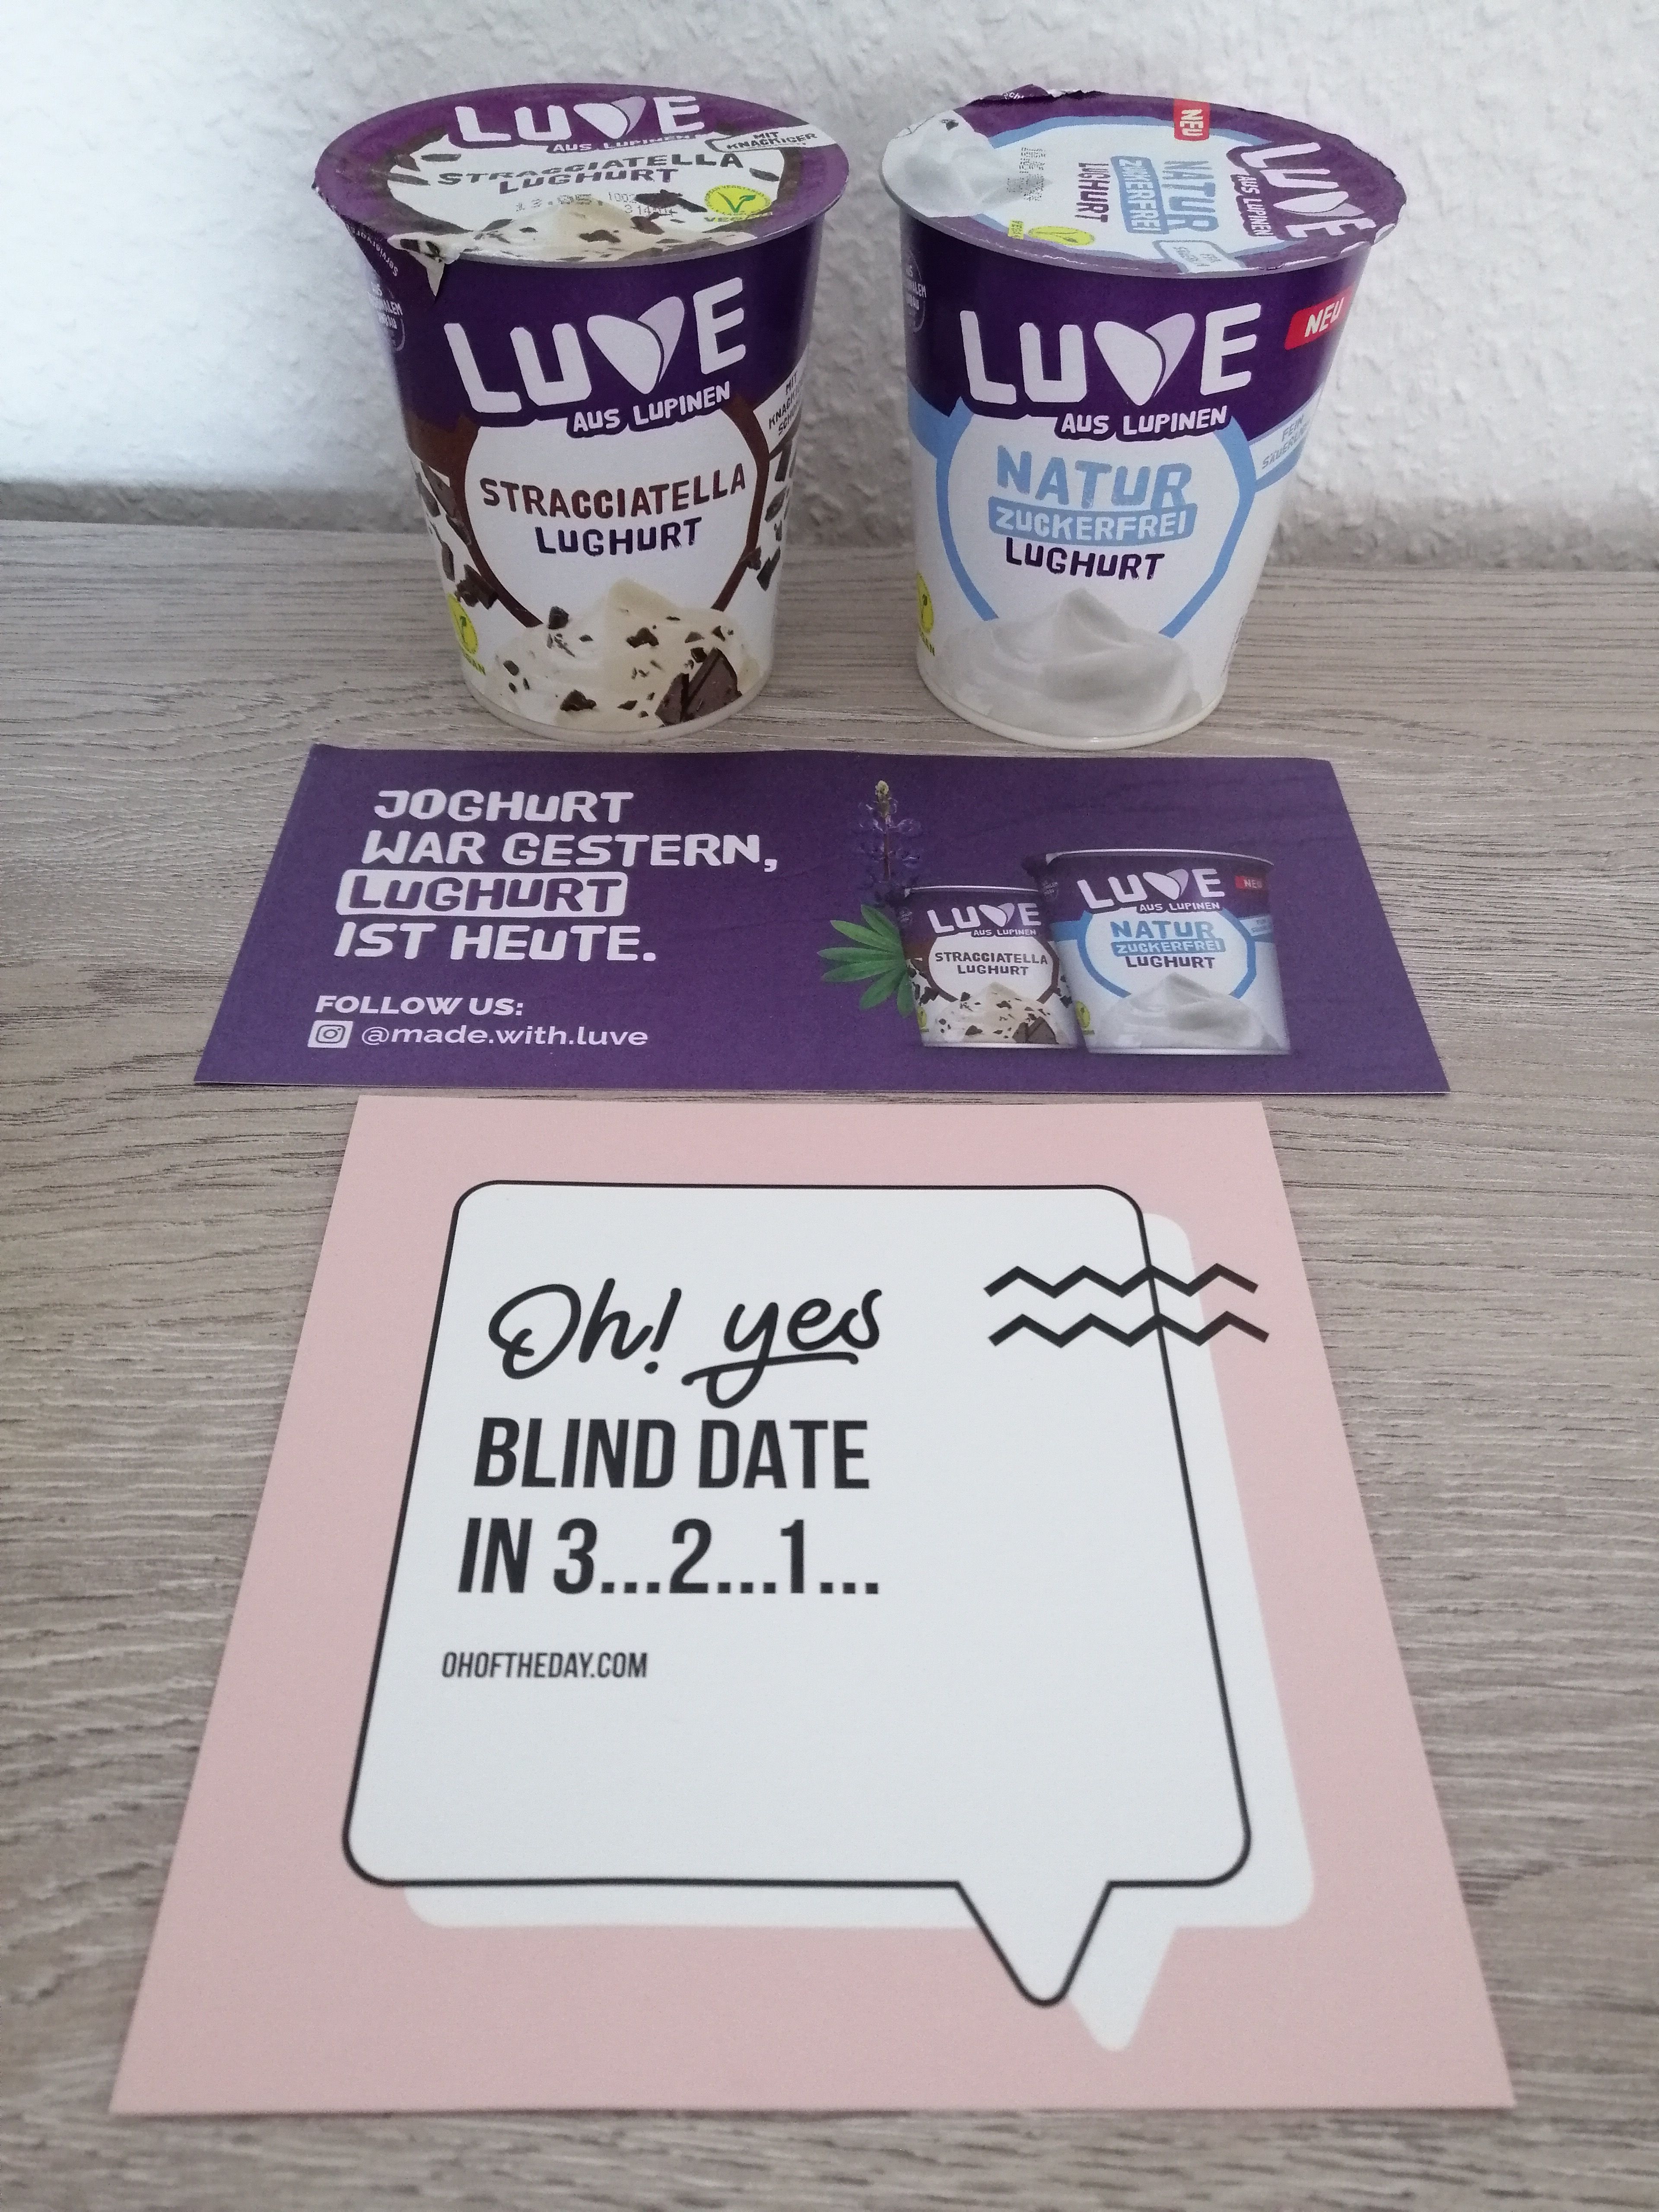 LUVE
AUS LUPINEN
MIT
KNACKIGER
STRACCIATELLA
LUGHURT
LUVE
AUS LUPINEN
STRACCIATELLA
LUGHURT
LUVE
AUS LUPINEN
NATUR
ZUCKERFREI
LUGHURT
NEU
LUVE
AUS LUPINEN
NEU
NATUR
ZUCKERFREI
LUGHURT
JOGHURT
WAR GESTERN,
LUGHURT
IST HEUTE.
FOLLOW US:
@made.with.luve
LUVE
AUS LUPINEN
STRACCIATELLA
LUGHURT
LUVE
NEU
AUS LUPINEN
NATUR
ZUCKERFREI
LUGHURT
Oh! yes
BLIND DATE
IN 3...2...1...
OHOFTHEDAY.COM